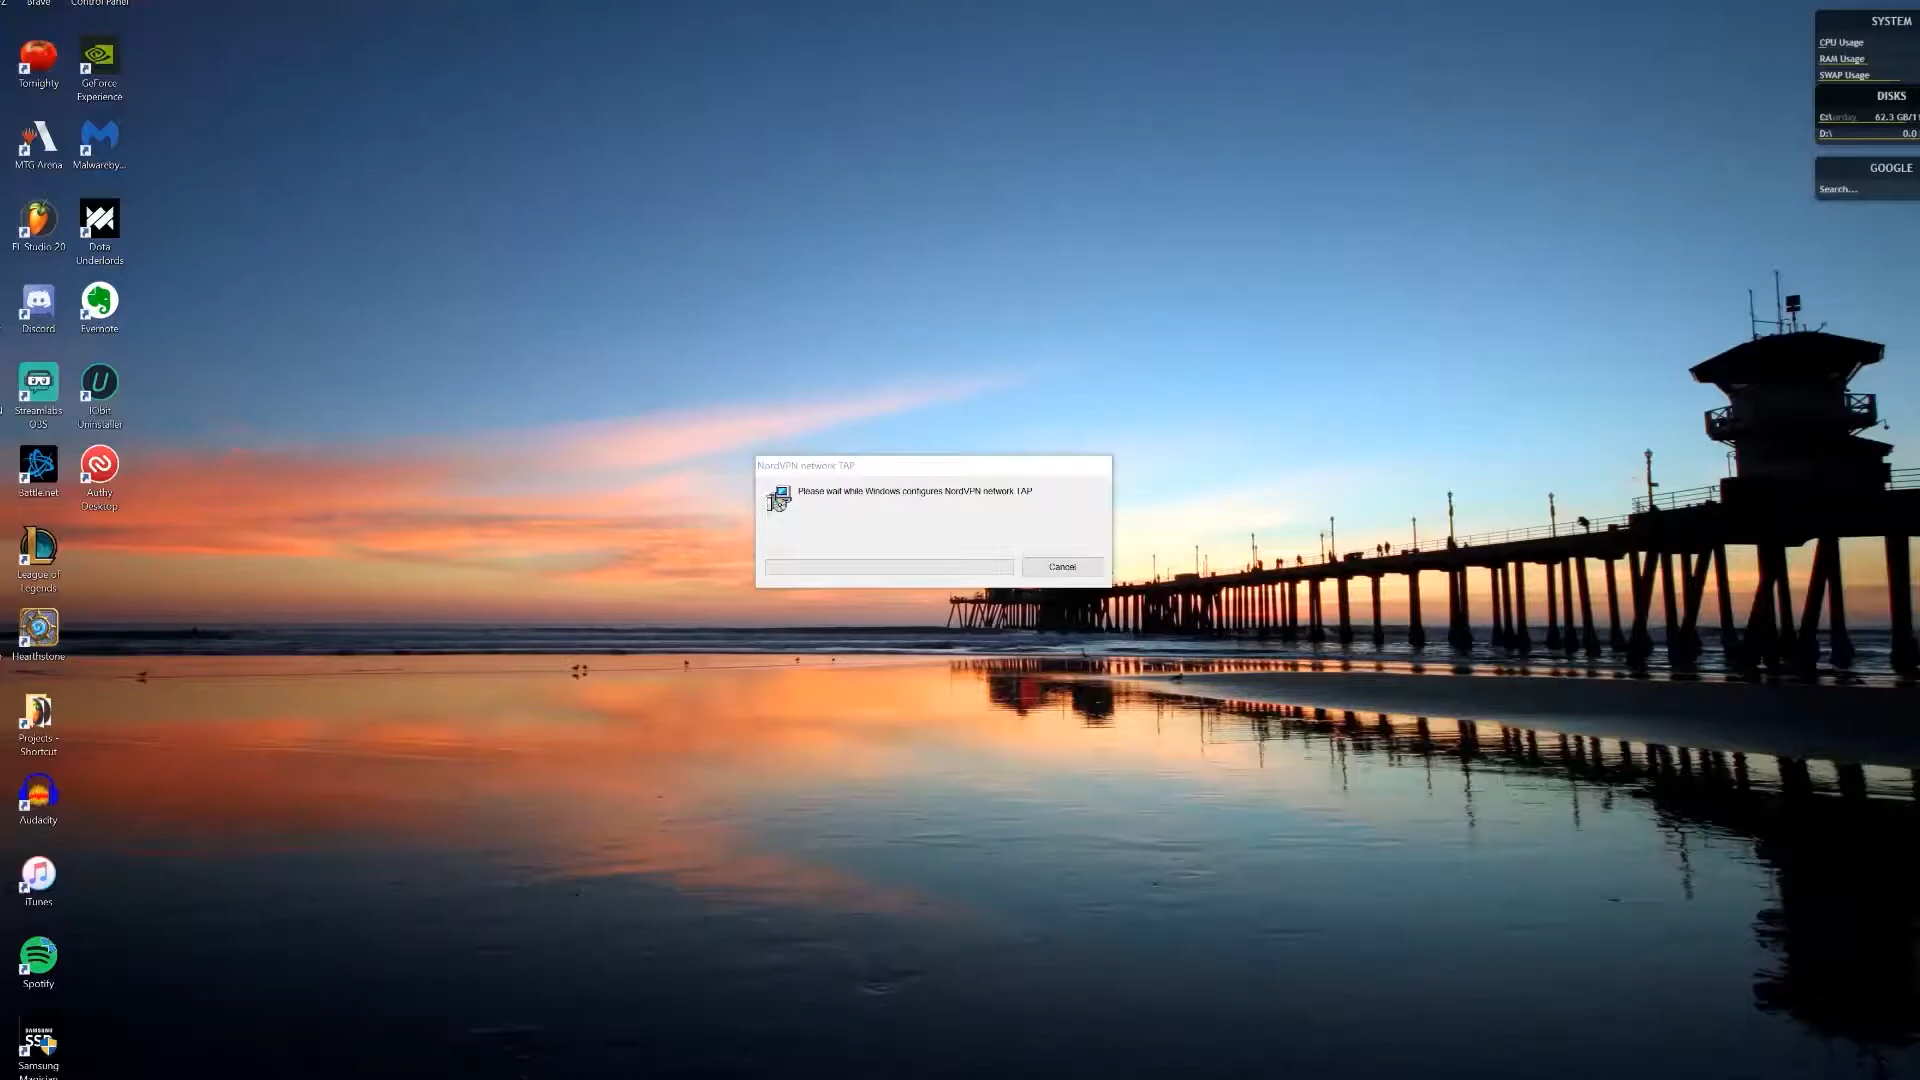 Brave
Control Panel
Tomighty
GeForce
Experience
MTG Arena
Malwareby...
FL Studio 20
Dota
Underlords
Discord
Evernote
Streamlabs
OBS
IObit
Uninstaller
Battle.net
Authy
Desktop
League of
Legends
Hearthstone
Projects -
Shortcut
Audacity
iTunes
Spotify
SAMSUNG
SSD
Samsung
Magician
NordVPN network TAP
Please wait while Windows configures NordVPN network TAP
Cancel
SYSTEM
CPU Usage
RAM Usage
SWAP Usage
DISKS
C:\ 62.3 GB/11
D:\ 0.0
GOOGLE
Search...